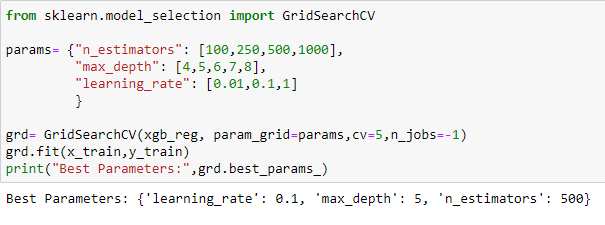 from sklearn.model_selection import GridSearchCV
params= {"n_estimators": [100,250,500,1000],
"max_depth": [4,5,6,7,8],
"learning_rate": [0.01,0.1,1]
}
grd= GridSearchCV(xgb_reg, param_grid=params,cv=5,n_jobs=-1)
grd.fit(x_train,y_train)
print("Best Parameters:",grd.best_params_)
Best Parameters: {'learning_rate': 0.1, 'max_depth': 5, 'n_estimators': 500}